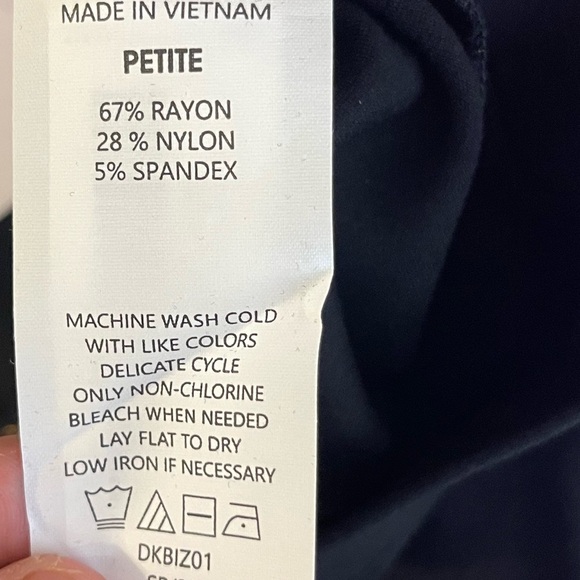 MADE IN VIETNAM
PETITE
67% RAYON
28 % NYLON
5% SPANDEX
MACHINE WASH COLD
WITH LIKE COLORS
DELICATE CYCLE
ONLY NON-CHLORINE
BLEACH WHEN NEEDED
LAY FLAT TO DRY
LOW IRON IF NECESSARY
DKBIZ01